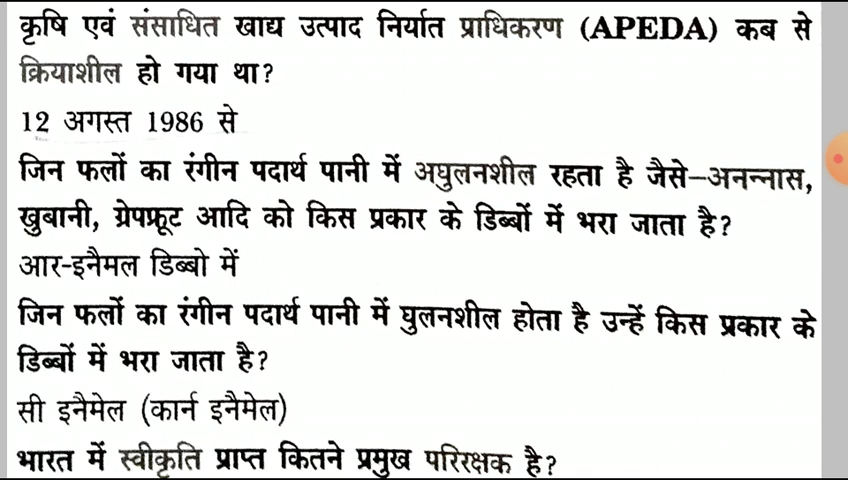 कृषि एवं संसाधित खाद्य उत्पाद निर्यात प्राधिकरण (APEDA) कब से
क्रियाशील हो गया था?
12 अगस्त 1986 से
जिन फलों का रंगीन पदार्थ पानी में अघुलनशील रहता है जैसे–अनन्नास,
खुबानी, ग्रेपफ्रूट आदि को किस प्रकार के डिब्बों में भरा जाता है?
आर-इनैमल डिब्बो में
जिन फलों का रंगीन पदार्थ पानी में घुलनशील होता है उन्हें किस प्रकार के
डिब्बों में भरा जाता है?
सी इनैमेल (कार्न इनैमेल)
भारत में स्वीकृति प्राप्त कितने प्रमुख परिरक्षक है?